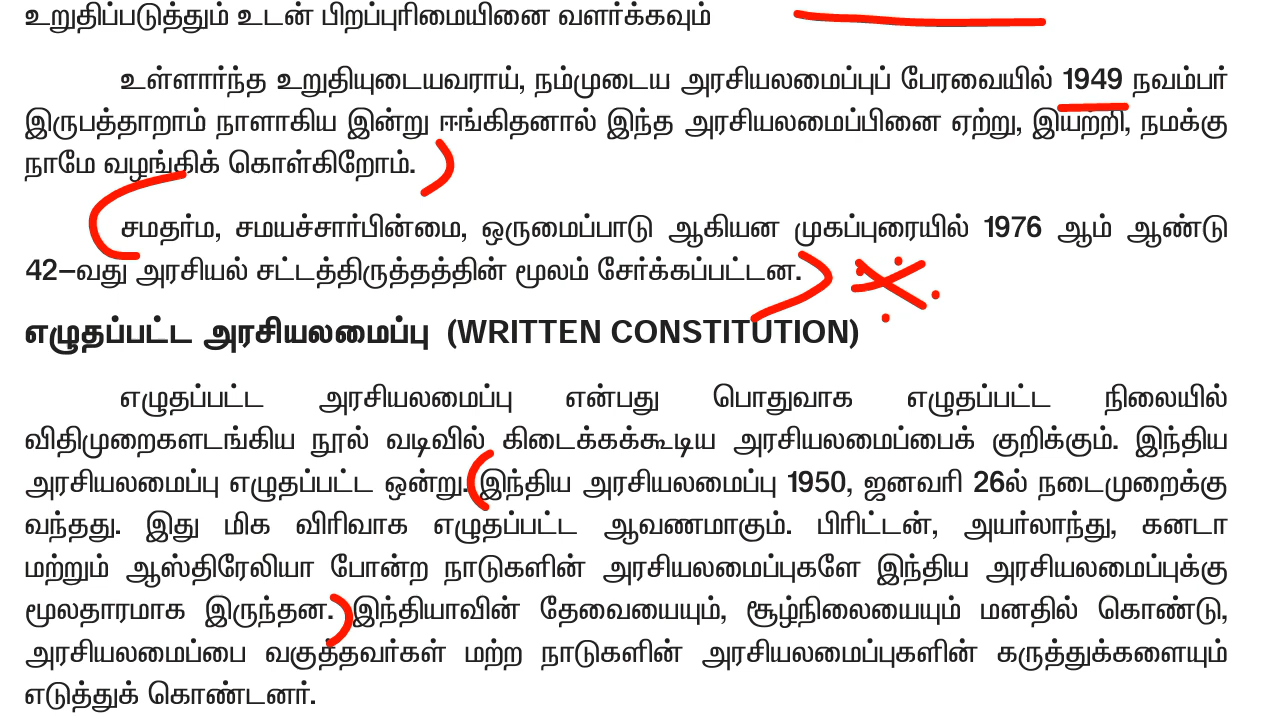 உறுதிப்படுத்தும் உடன் பிறப்புரிமையினை வளர்க்கவும்
உள்ளார்ந்த உறுதியுடையவராய், நம்முடைய அரசியலமைப்புப் பேரவையில் 1949 நவம்பர்
இருபத்தாறாம் நாளாகிய இன்று ஈங்கிதனால் இந்த அரசியலமைப்பினை ஏற்று, இயற்றி, நமக்கு
நாமே வழங்கிக் கொள்கிறோம்.
சமதர்ம, சமயச்சார்பின்மை, ஒருமைப்பாடு ஆகியன முகப்புரையில் 1976 ஆம் ஆண்டு
42–வது அரசியல் சட்டத்திருத்தத்தின் மூலம் சேர்க்கப்பட்டன.
எழுதப்பட்ட அரசியலமைப்பு (WRITTEN CONSTITUTION)
எழுதப்பட்ட அரசியலமைப்பு என்பது பொதுவாக எழுதப்பட்ட நிலையில்
விதிமுறைகளடங்கிய நூல் வடிவில் கிடைக்கக்கூடிய அரசியலமைப்பைக் குறிக்கும். இந்திய
அரசியலமைப்பு எழுதப்பட்ட ஒன்று. இந்திய அரசியலமைப்பு 1950, ஜனவரி 26ல் நடைமுறைக்கு
வந்தது. இது மிக விரிவாக எழுதப்பட்ட ஆவணமாகும். பிரிட்டன், அயர்லாந்து, கனடா
மற்றும் ஆஸ்திரேலியா போன்ற நாடுகளின் அரசியலமைப்புகளே இந்திய அரசியலமைப்புக்கு
மூலதாரமாக இருந்தன. இந்தியாவின் தேவையையும், சூழ்நிலையையும் மனதில் கொண்டு,
அரசியலமைப்பை வகுத்தவர்கள் மற்ற நாடுகளின் அரசியலமைப்புகளின் கருத்துக்களையும்
எடுத்துக் கொண்டனர்.